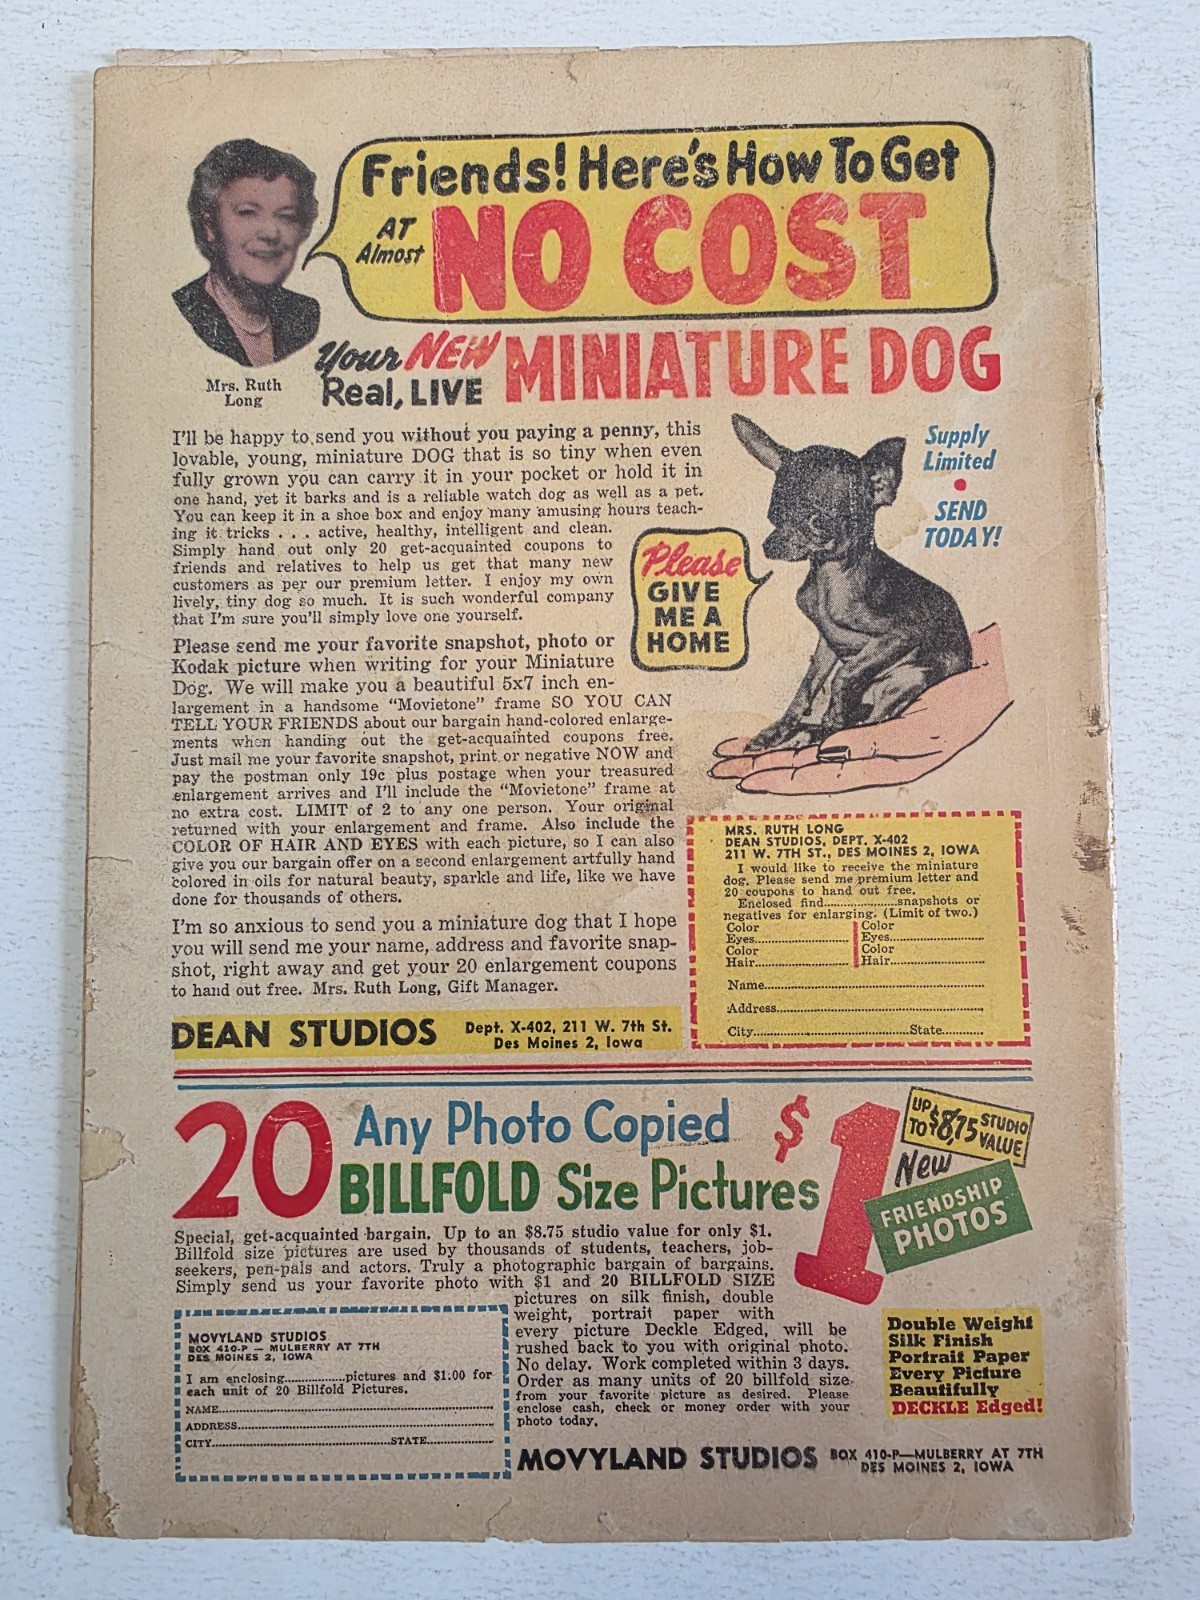 Friends! Here's How To Get
AT Almost
NO COST
Mrs. Ruth
Long
Your NEW
Real, LIVE
MINIATURE DOG
I'll be happy to send you without you paying a penny, this
lovable, young, miniature DOG that is so tiny when even
fully grown you can carry it in your pocket or hold it in
one hand, yet it barks and is a reliable watch dog as well as a pet.
You can keep it in a shoe box and enjoy many amusing hours teach-
ing it tricks . . . active, healthy, intelligent and clean.
Simply hand out only 20 get-acquainted coupons to
friends and relatives to help us get that many new
customers as per our premium letter. I enjoy my own
lively, tiny dog so much. It is such wonderful company
that I'm sure you'll simply love one yourself.
Supply
Limited
•
SEND
TODAY!
Please
GIVE
ME A
HOME
Please send me your favorite snapshot, photo or
Kodak picture when writing for your Miniature
Dog. We will make you a beautiful 5x7 inch en-
largement in a handsome "Movietone" frame SO YOU CAN
TELL YOUR FRIENDS about our bargain hand-colored enlarge-
ments when handing out the get-acquainted coupons free.
Just mail me your favorite snapshot, print or negative NOW and
pay the postman only 19c plus postage when your treasured
enlargement arrives and I'll include the "Movietone" frame at
no extra cost. LIMIT of 2 to any one person. Your original
returned with your enlargement and frame. Also include the
COLOR OF HAIR AND EYES with each picture, so I can also
give you our bargain offer on a second enlargement artfully hand
colored in oils for natural beauty, sparkle and life, like we have
done for thousands of others.
I'm so anxious to send you a miniature dog that I hope
you will send me your name, address and favorite snap-
shot, right away and get your 20 enlargement coupons
to hand out free. Mrs. Ruth Long, Gift Manager.
DEAN STUDIOS
Dept. X-402, 211 W. 7th St.
Des Moines 2, Iowa
MRS. RUTH LONG
DEAN STUDIOS, DEPT. X-402
211 W. 7TH ST., DES MOINES 2, IOWA
I would like to receive the miniature
dog. Please send me premium letter and
20 coupons to hand out free.
Enclosed find....................snapshots or
negatives for enlarging. (Limit of two.)
Color Color
Eyes.......................... Eyes..........................
Color Color
Hair.......................... Hair..........................
Name............................................................
Address............................................................
City........................................State..........
20
Any Photo Copied
BILLFOLD Size Pictures
$1
UP TO $8.75 STUDIO VALUE
New
FRIENDSHIP
PHOTOS
Special, get-acquainted bargain. Up to an $8.75 studio value for only $1.
Billfold size pictures are used by thousands of students, teachers, job-
seekers, pen-pals and actors. Truly a photographic bargain of bargains.
Simply send us your favorite photo with $1 and 20 BILLFOLD SIZE
pictures on silk finish, double
weight, portrait paper with
every picture Deckle Edged, will be
rushed back to you with original photo.
No delay. Work completed within 3 days.
Order as many units of 20 billfold size
from your favorite picture as desired. Please
enclose cash, check or money order with your
photo today.
MOVYLAND STUDIOS
BOX 410-P — MULBERRY AT 7TH
DES MOINES 2, IOWA
I am enclosing................pictures and $1.00 for
each unit of 20 Billfold Pictures.
NAME............................................................
ADDRESS............................................................
CITY........................................STATE................
Double Weight
Silk Finish
Portrait Paper
Every Picture
Beautifully
DECKLE Edged!
MOVYLAND STUDIOS
BOX 410-P—MULBERRY AT 7TH
DES MOINES 2, IOWA